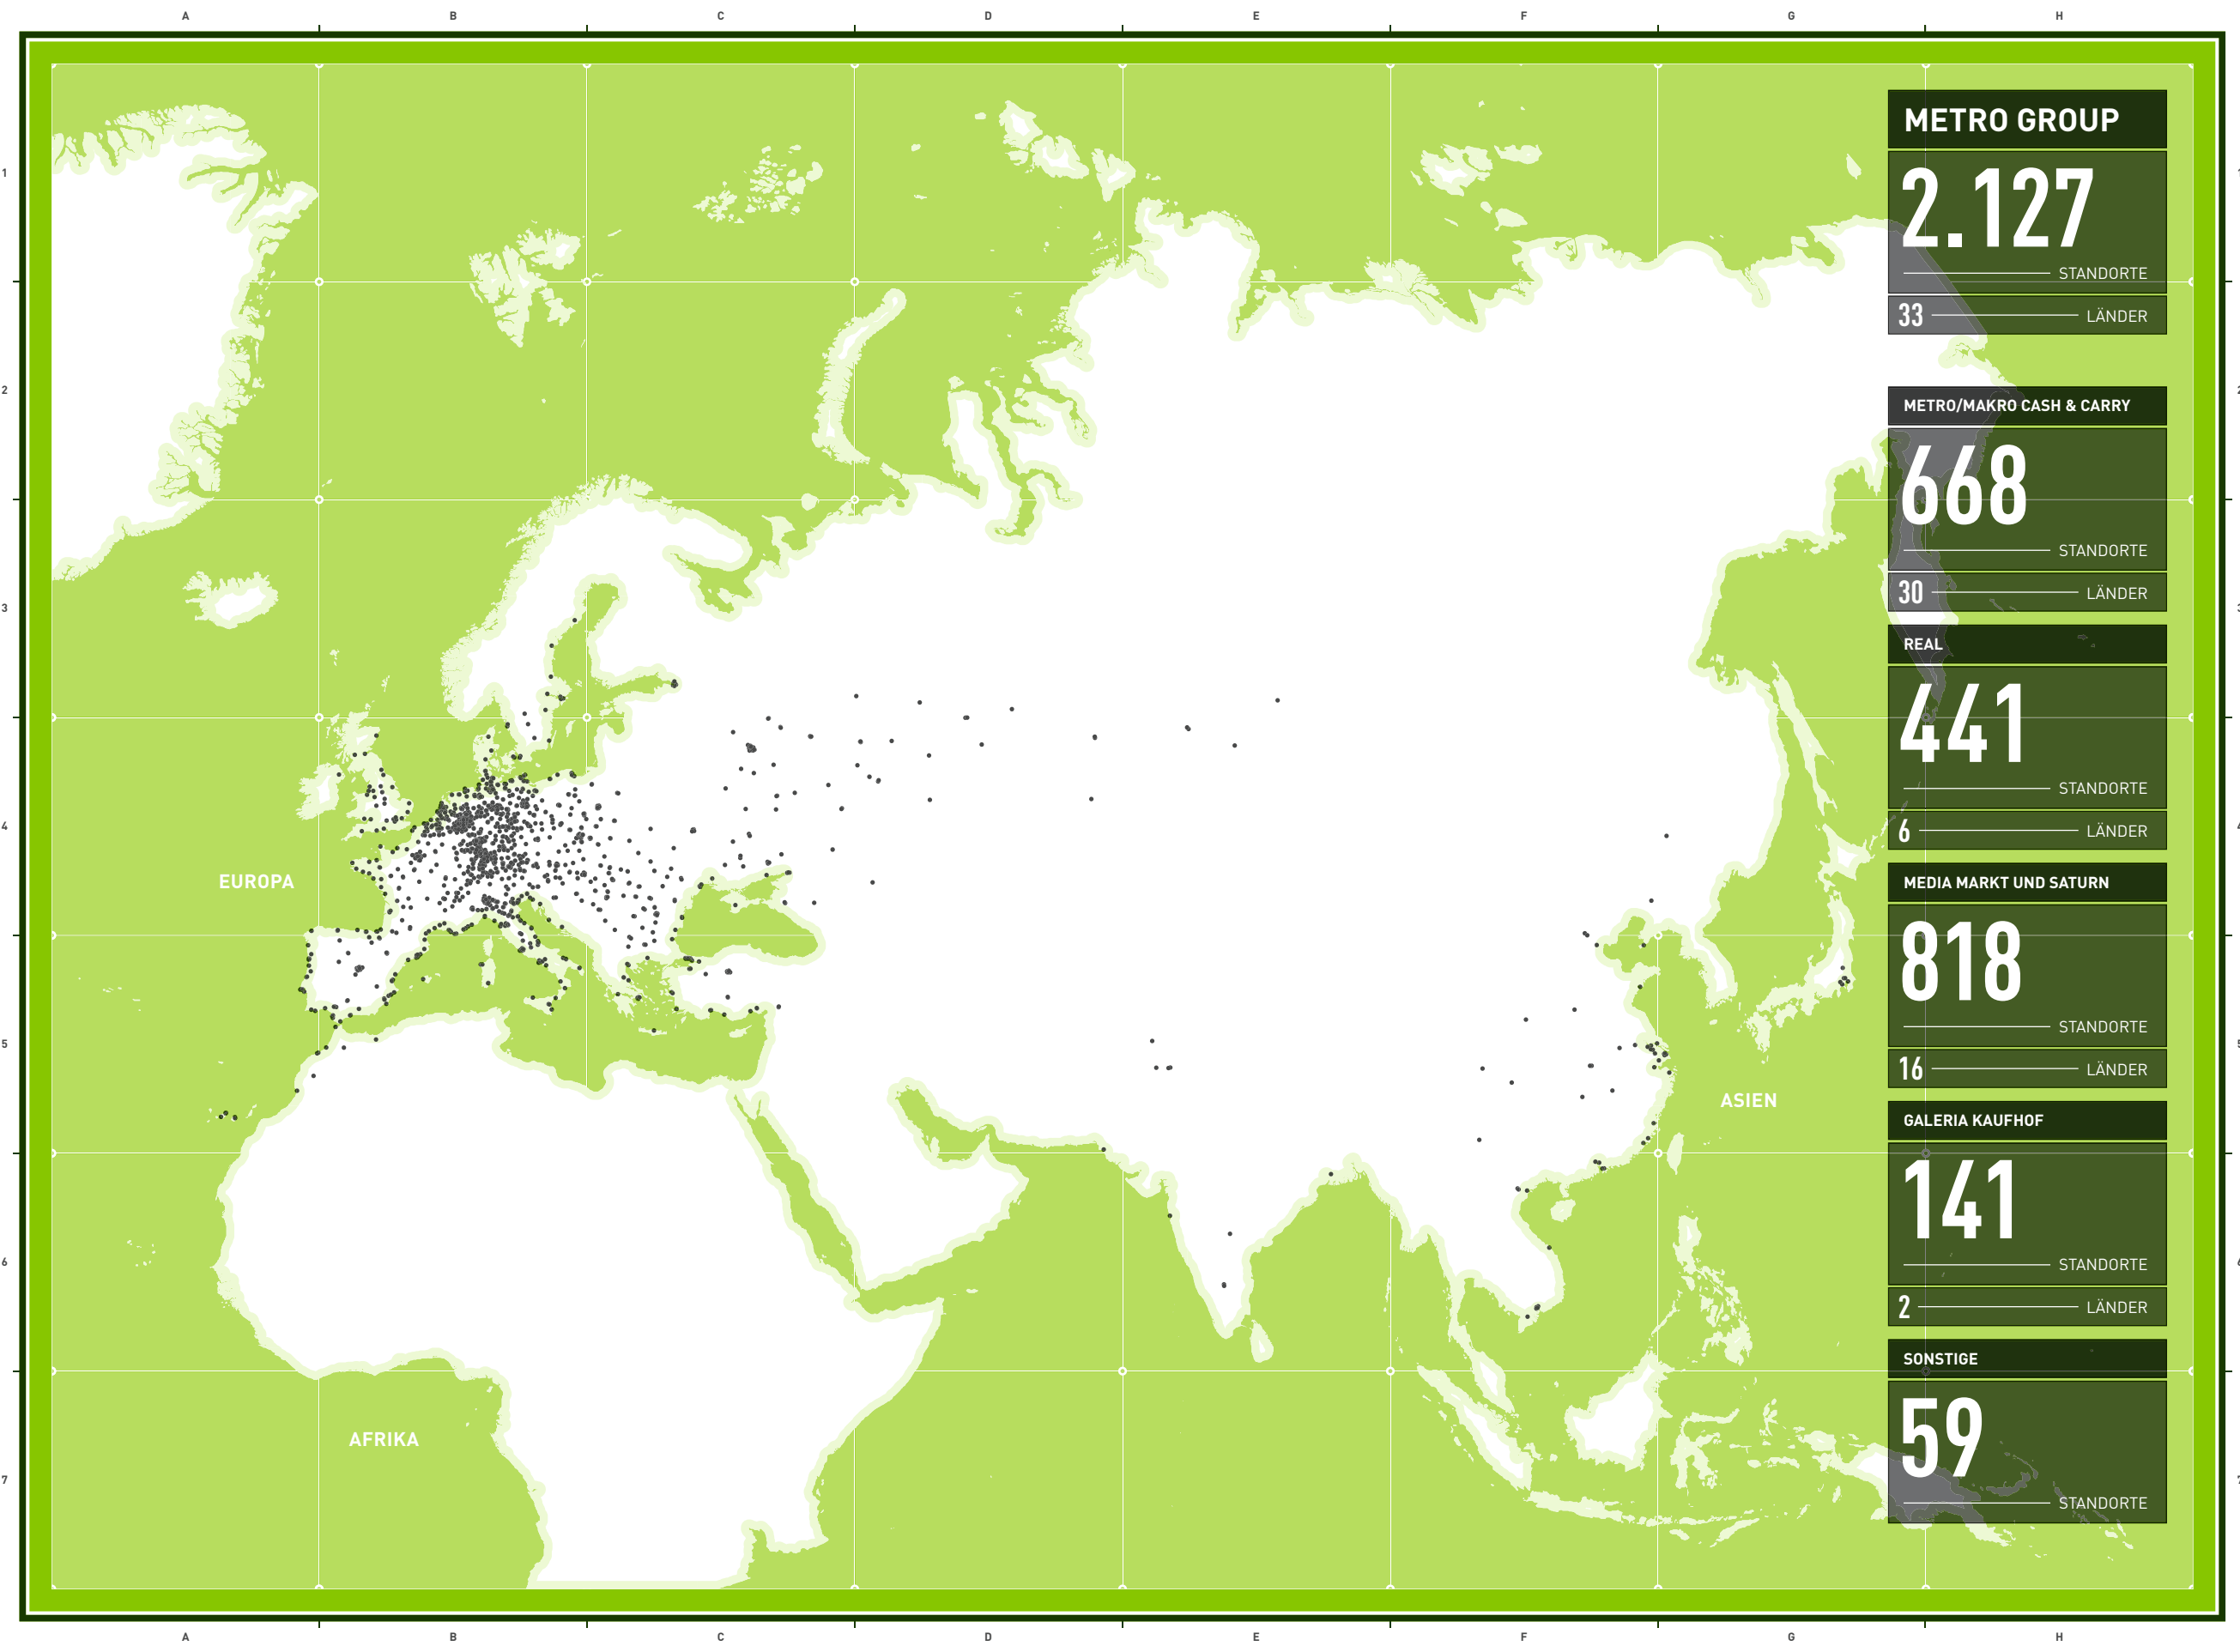 A B C D E F G H
METRO GROUP
2.127
STANDORTE
33 LÄNDER
METRO/MAKRO CASH & CARRY
668
STANDORTE
30 LÄNDER
REAL
441
STANDORTE
6 LÄNDER
MEDIA MARKT UND SATURN
818
STANDORTE
16 LÄNDER
GALERIA KAUFHOF
141
STANDORTE
2 LÄNDER
SONSTIGE
59
STANDORTE
EUROPA
ASIEN
AFRIKA
1
2
3
4
5
6
7
A B C D E F G H